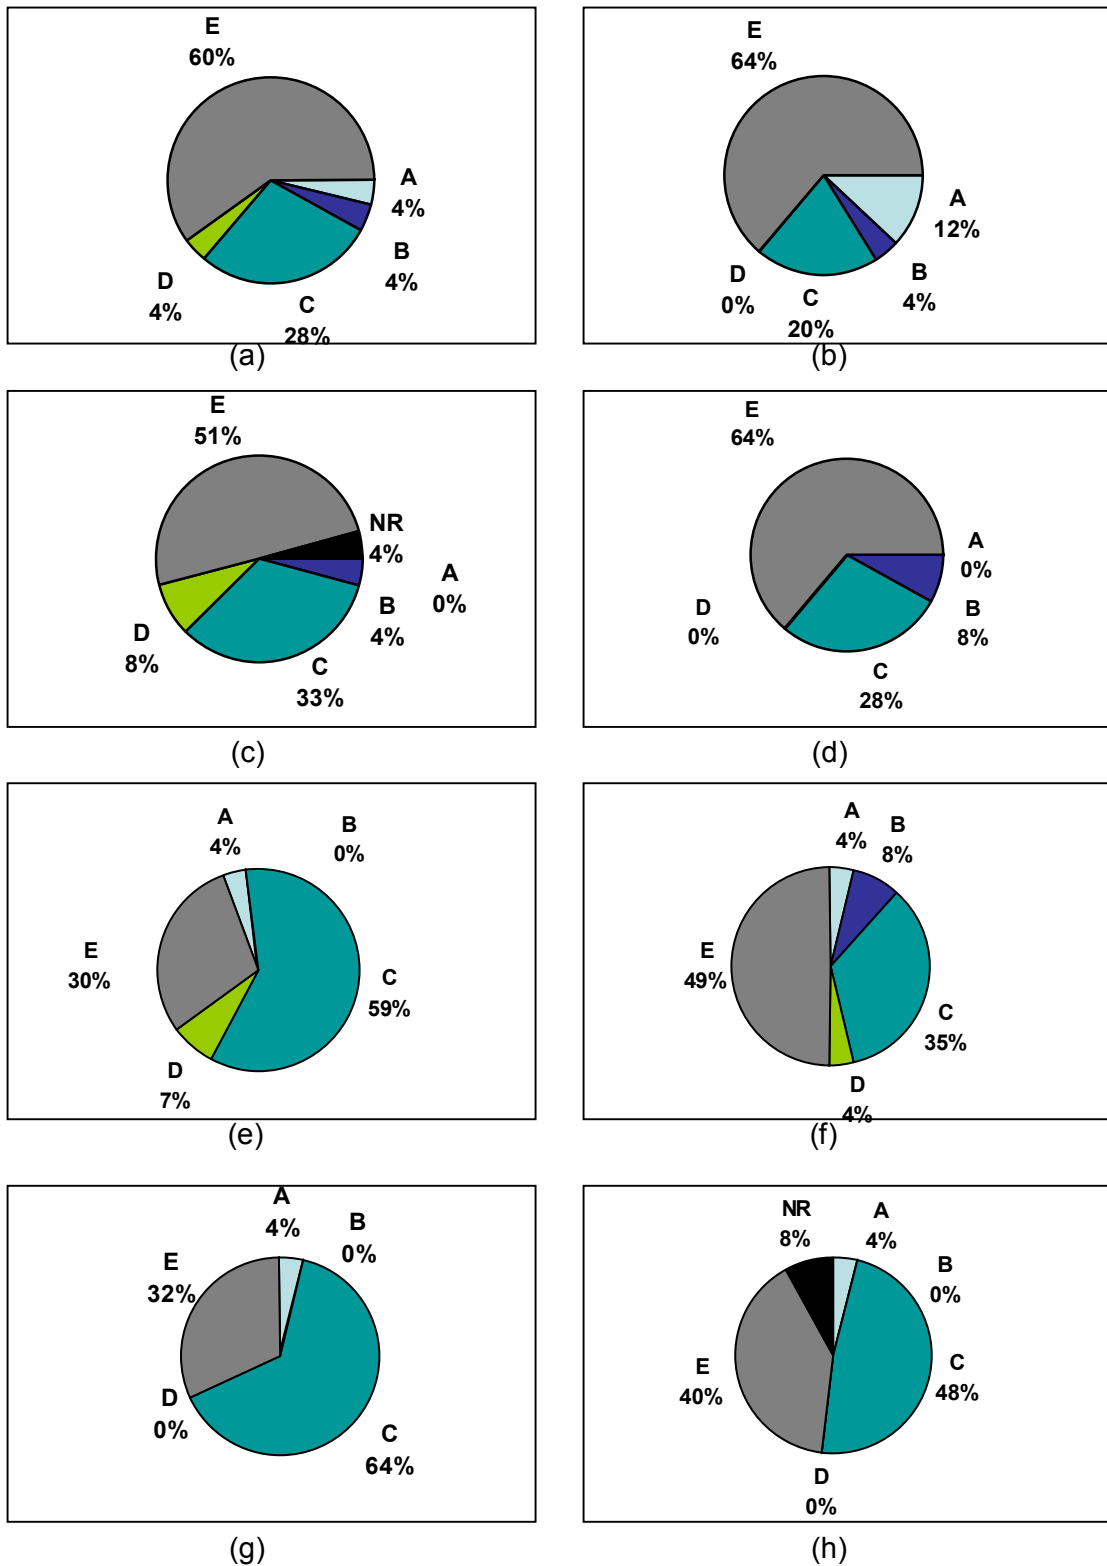 E
60%
A
4%
B
4%
C
28%
D
4%
(a)
E
64%
A
12%
B
4%
C
20%
D
0%
(b)
E
51%
NR
4%
A
0%
B
4%
C
33%
D
8%
(c)
E
64%
A
0%
B
8%
C
28%
D
0%
(d)
A
4%
B
0%
C
59%
D
7%
E
30%
(e)
A
4%
B
8%
C
35%
D
4%
E
49%
(f)
A
4%
B
0%
C
64%
D
0%
E
32%
(g)
NR
8%
A
4%
B
0%
C
48%
D
0%
E
40%
(h)